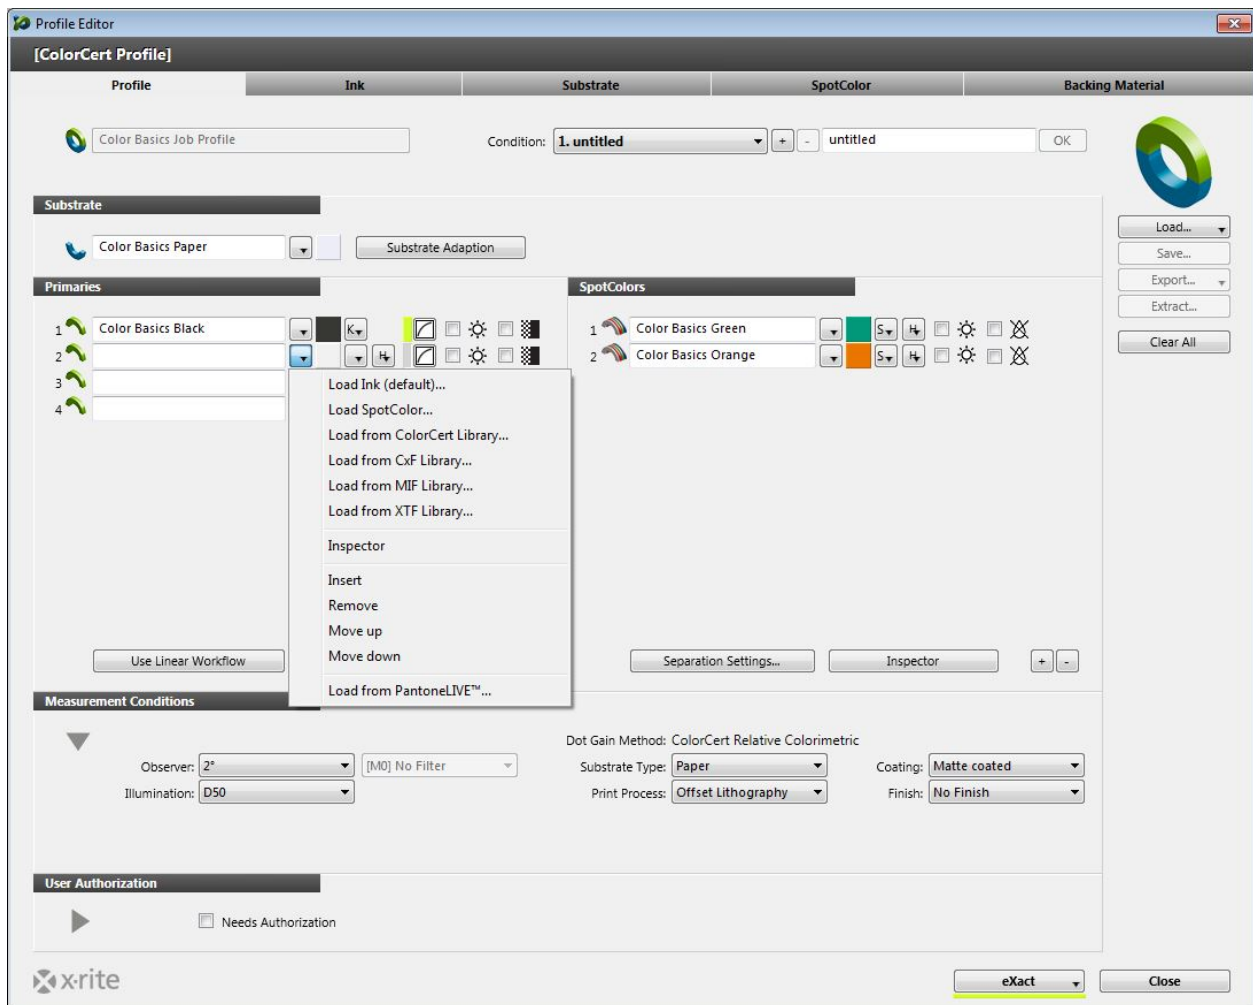 Profile Editor
[ColorCert Profile]
Profile Ink Substrate SpotColor Backing Material
Color Basics Job Profile Condition: 1. untitled + - untitled OK
Substrate
Color Basics Paper Substrate Adaption
Load...
Save...
Export...
Extract...
Clear All
Primaries
1 Color Basics Black K
2 H
3
4
Load Ink (default)...
Load SpotColor...
Load from ColorCert Library...
Load from CxF Library...
Load from MIF Library...
Load from XTF Library...
Inspector
Insert
Remove
Move up
Move down
Load from PantoneLIVE™...
Use Linear Workflow
SpotColors
1 Color Basics Green S H
2 Color Basics Orange S H
Separation Settings... Inspector + -
Measurement Conditions
Dot Gain Method: ColorCert Relative Colorimetric
Observer: 2° [M0] No Filter Substrate Type: Paper Coating: Matte coated
Illumination: D50 Print Process: Offset Lithography Finish: No Finish
User Authorization
Needs Authorization
x·rite eXact Close